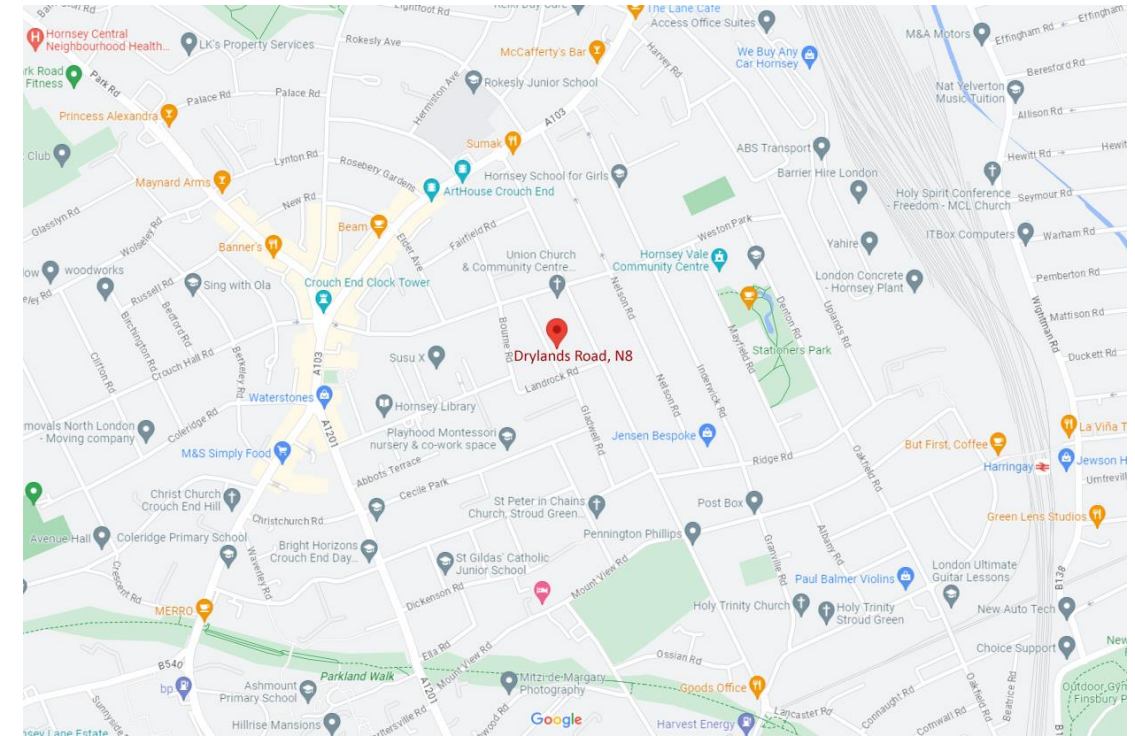 Lightfoot Rd
The Lane Cafe
Access Office Suites
Effingham Rd
M&A Motors
Effingham Rd
Hornsey Central
Neighbourhood Health...
LK's Property Services
Rokesly Ave
McCafferty's Bar
Harvey Rd
We Buy Any
Car Hornsey
Beresford Rd
Park Road
Fitness
Park Rd
Palace Rd
Palace Rd
Hermiston Ave
Rokesly Junior School
Nat Yelverton
Music Tuition
Allison Rd
Princess Alexandra
A103
Sumak
ABS Transport
Hewitt Rd
Club
Lynton Rd
Rosebery Gardens
Hornsey School for Girls
Barrier Hire London
Maynard Arms
ArtHouse Crouch End
Holy Spirit Conference
- Freedom - MCL Church
Seymour Rd
New Rd
Glasslyn Rd
Wolseley Rd
Beam
Elder Ave
Fairfield Rd
Weston Park
ITBox Computers
Warham Rd
Banner's
Union Church
& Community Centre...
Hornsey Vale
Community Centre
Yahire
woodworks
Sing with Ola
Crouch End Clock Tower
Nelson Rd
London Concrete
- Hornsey Plant
Pemberton Rd
Russell Rd
Bedford Rd
Birchington Rd
Denton Rd
Uplands Rd
Wightman Rd
Mattison Rd
Bourne Rd
Drylands Road, N8
Mayfield Rd
Stationers Park
Clifton Rd
Crouch Hall Rd
Berkeley Rd
A103
Susu X
Landrock Rd
Nelson Rd
Inderwick Rd
Duckett Rd
Waterstones
Hornsey Library
Gladwell Rd
Removals North London
- Moving company
Coleridge Rd
A1201
Playhood Montessori
nursery & co-work space
Jensen Bespoke
Oakfield Rd
But First, Coffee
La Viña T
M&S Simply Food
Abbots Terrace
Ridge Rd
Harringay
Jewson H
Cecile Park
Christ Church
Crouch End Hill
St Peter in Chains
Church, Stroud Green...
Post Box
Green Lens Studios
Christchurch Rd
Avenue Hall
Coleridge Primary School
Bright Horizons
Crouch End Day...
Pennington Phillips
Granville Rd
Albany Rd
Crescent Rd
Waverley Rd
St Gildas' Catholic
Junior School
Mount View Rd
Paul Balmer Violins
London Ultimate
Guitar Lessons
B138
MERRO
Dickenson Rd
Holy Trinity Church
Holy Trinity
Stroud Green
New Auto Tech
Ella Rd
Mount View Rd
Ossian Rd
Choice Support
B540
Parkland Walk
bp
Ashmount
Primary School
A1201
Mitzi de Margary
Photography
Goods Office
Connaught Rd
Oakfield Rd
Beatrice Rd
Outdoor Gym
Finsbury P
Hillrise Mansions
Google
Harvest Energy
Lancaster Rd
Cornwall Rd